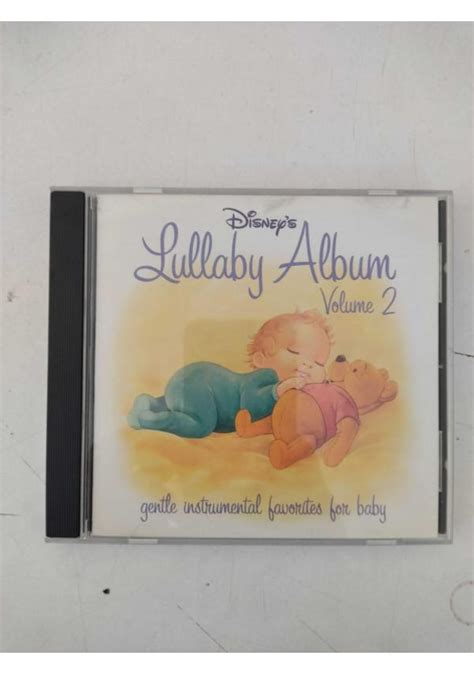 Disney's
Lullaby Album
Volume 2
gentle instrumental favorites for baby